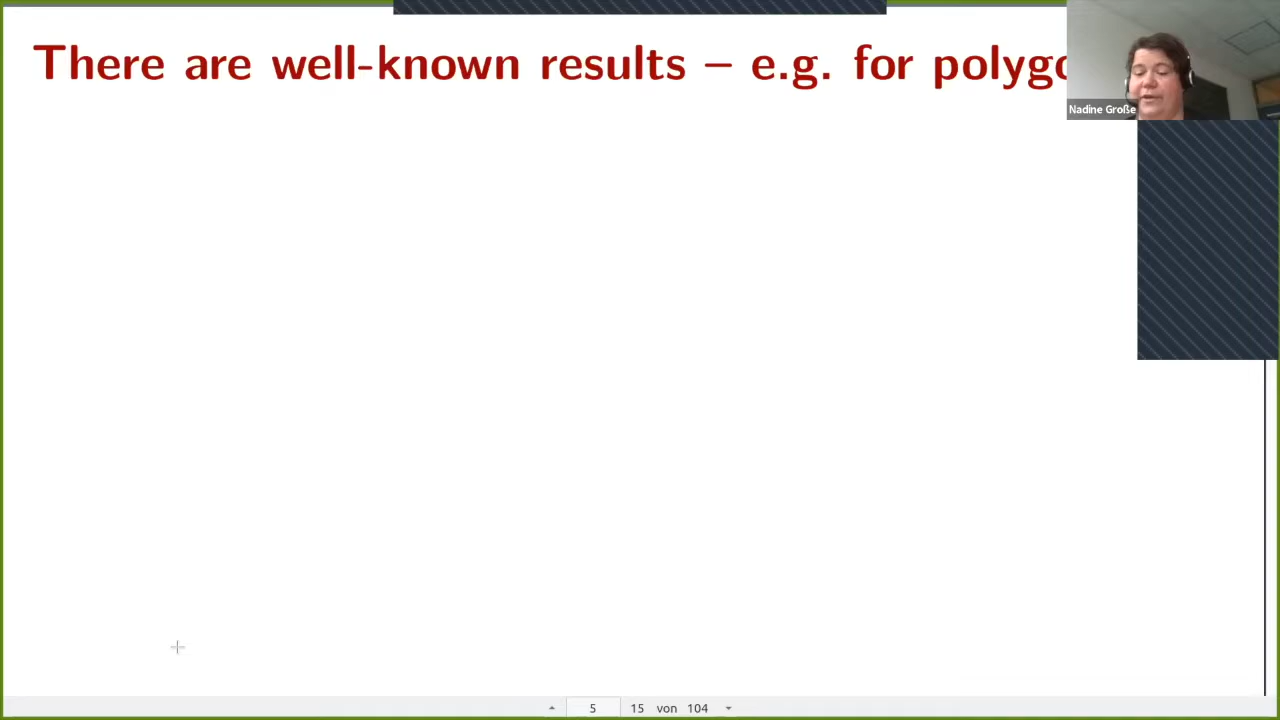 There are well-known results – e.g. for polygo
Nadine Große
5 15 von 104